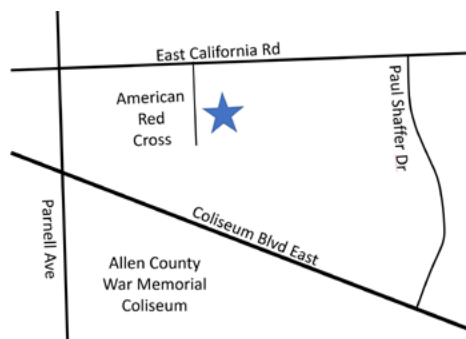 East California Rd
American
Red
Cross
Paul Shaffer Dr
Parnell Ave
Coliseum Blvd East
Allen County
War Memorial
Coliseum